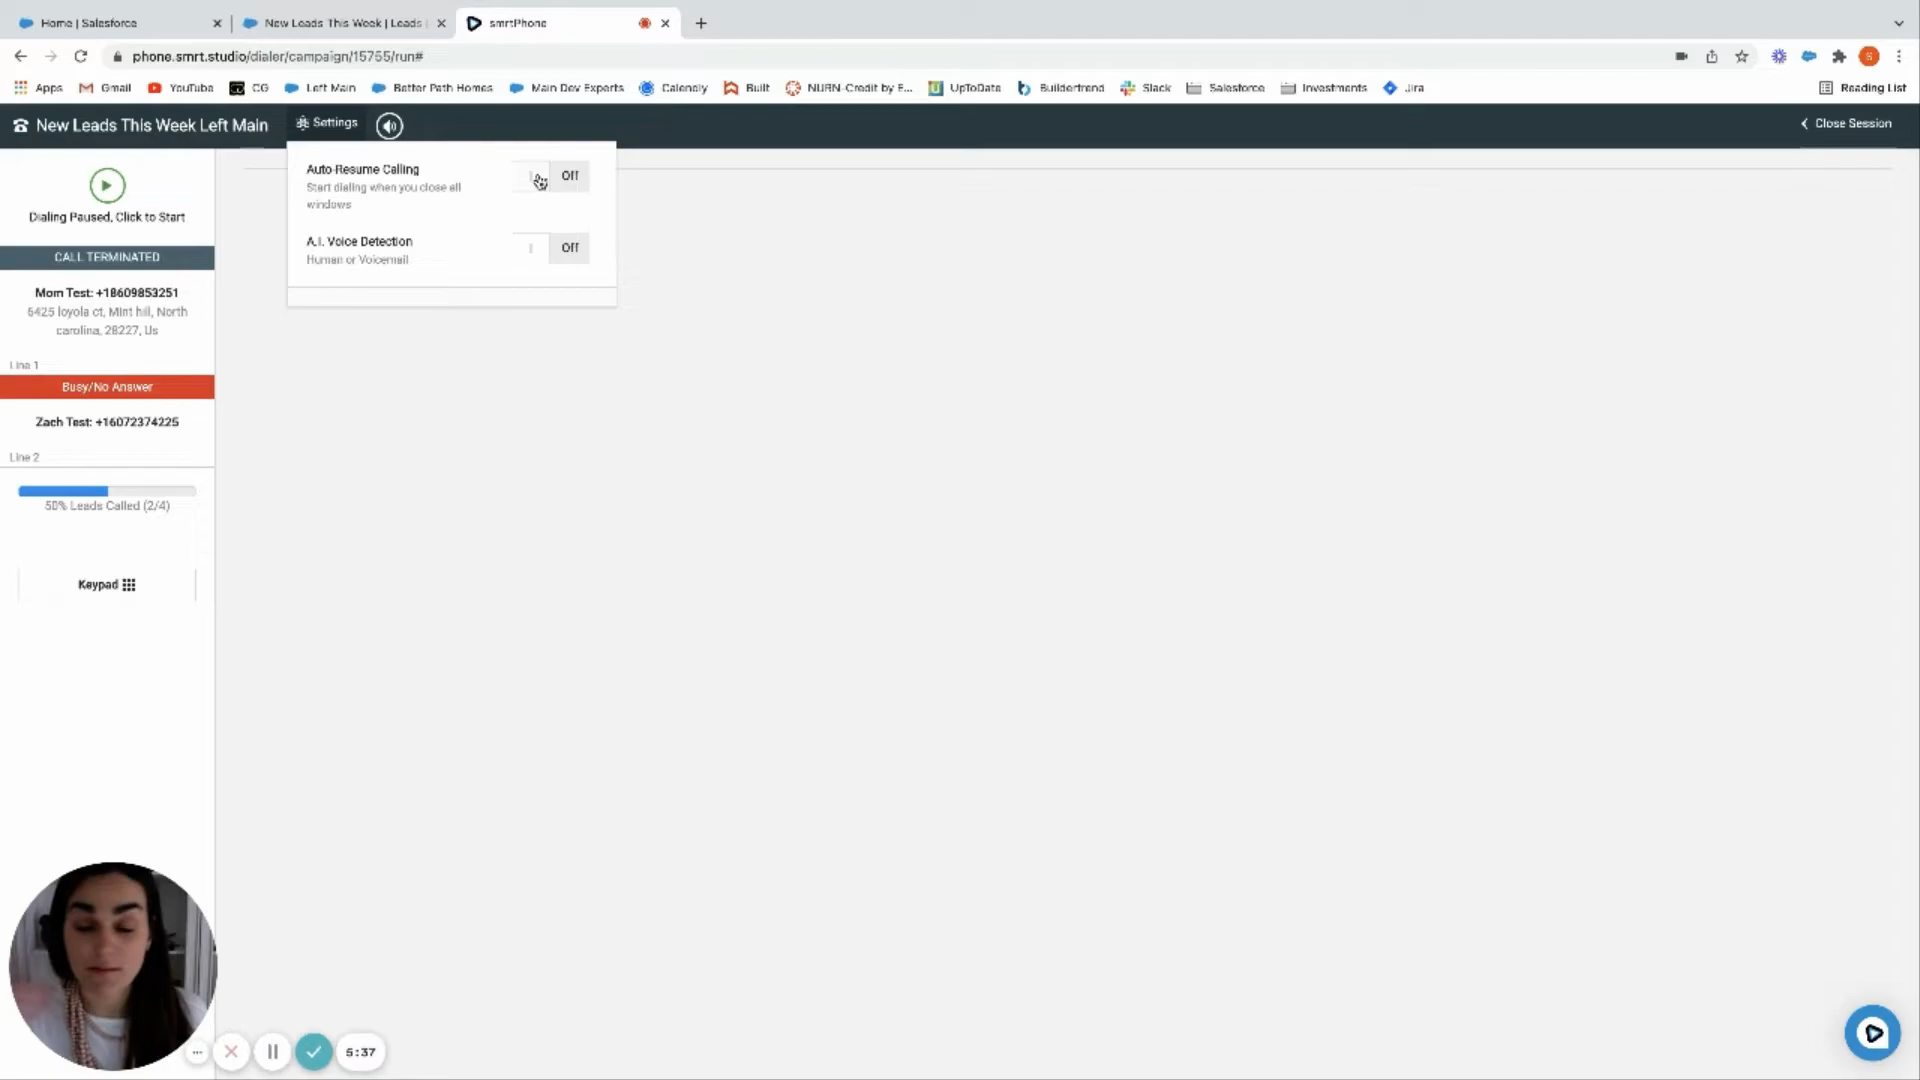 Home | Salesforce
New Leads This Week | Leads
smrtPhone
phone.smrt.studio/dialer/campaign/15755/run#
Apps
Gmail
YouTube
CG
Left Main
Better Path Homes
Main Dev Experts
Calendly
Built
NURN-Credit by E...
UpToDate
Buildertrend
Slack
Salesforce
Investments
Jira
Reading List
New Leads This Week Left Main
Settings
Close Session
Auto-Resume Calling
Start dialing when you close all
windows
Off
A.I. Voice Detection
Human or Voicemail
Off
Dialing Paused, Click to Start
CALL TERMINATED
Mom Test: +18609853251
6425 loyola ct, Mint hill, North
carolina, 28227, Us
Line 1
Busy/No Answer
Zach Test: +16072374225
Line 2
50% Leads Called (2/4)
Keypad
5:37
S